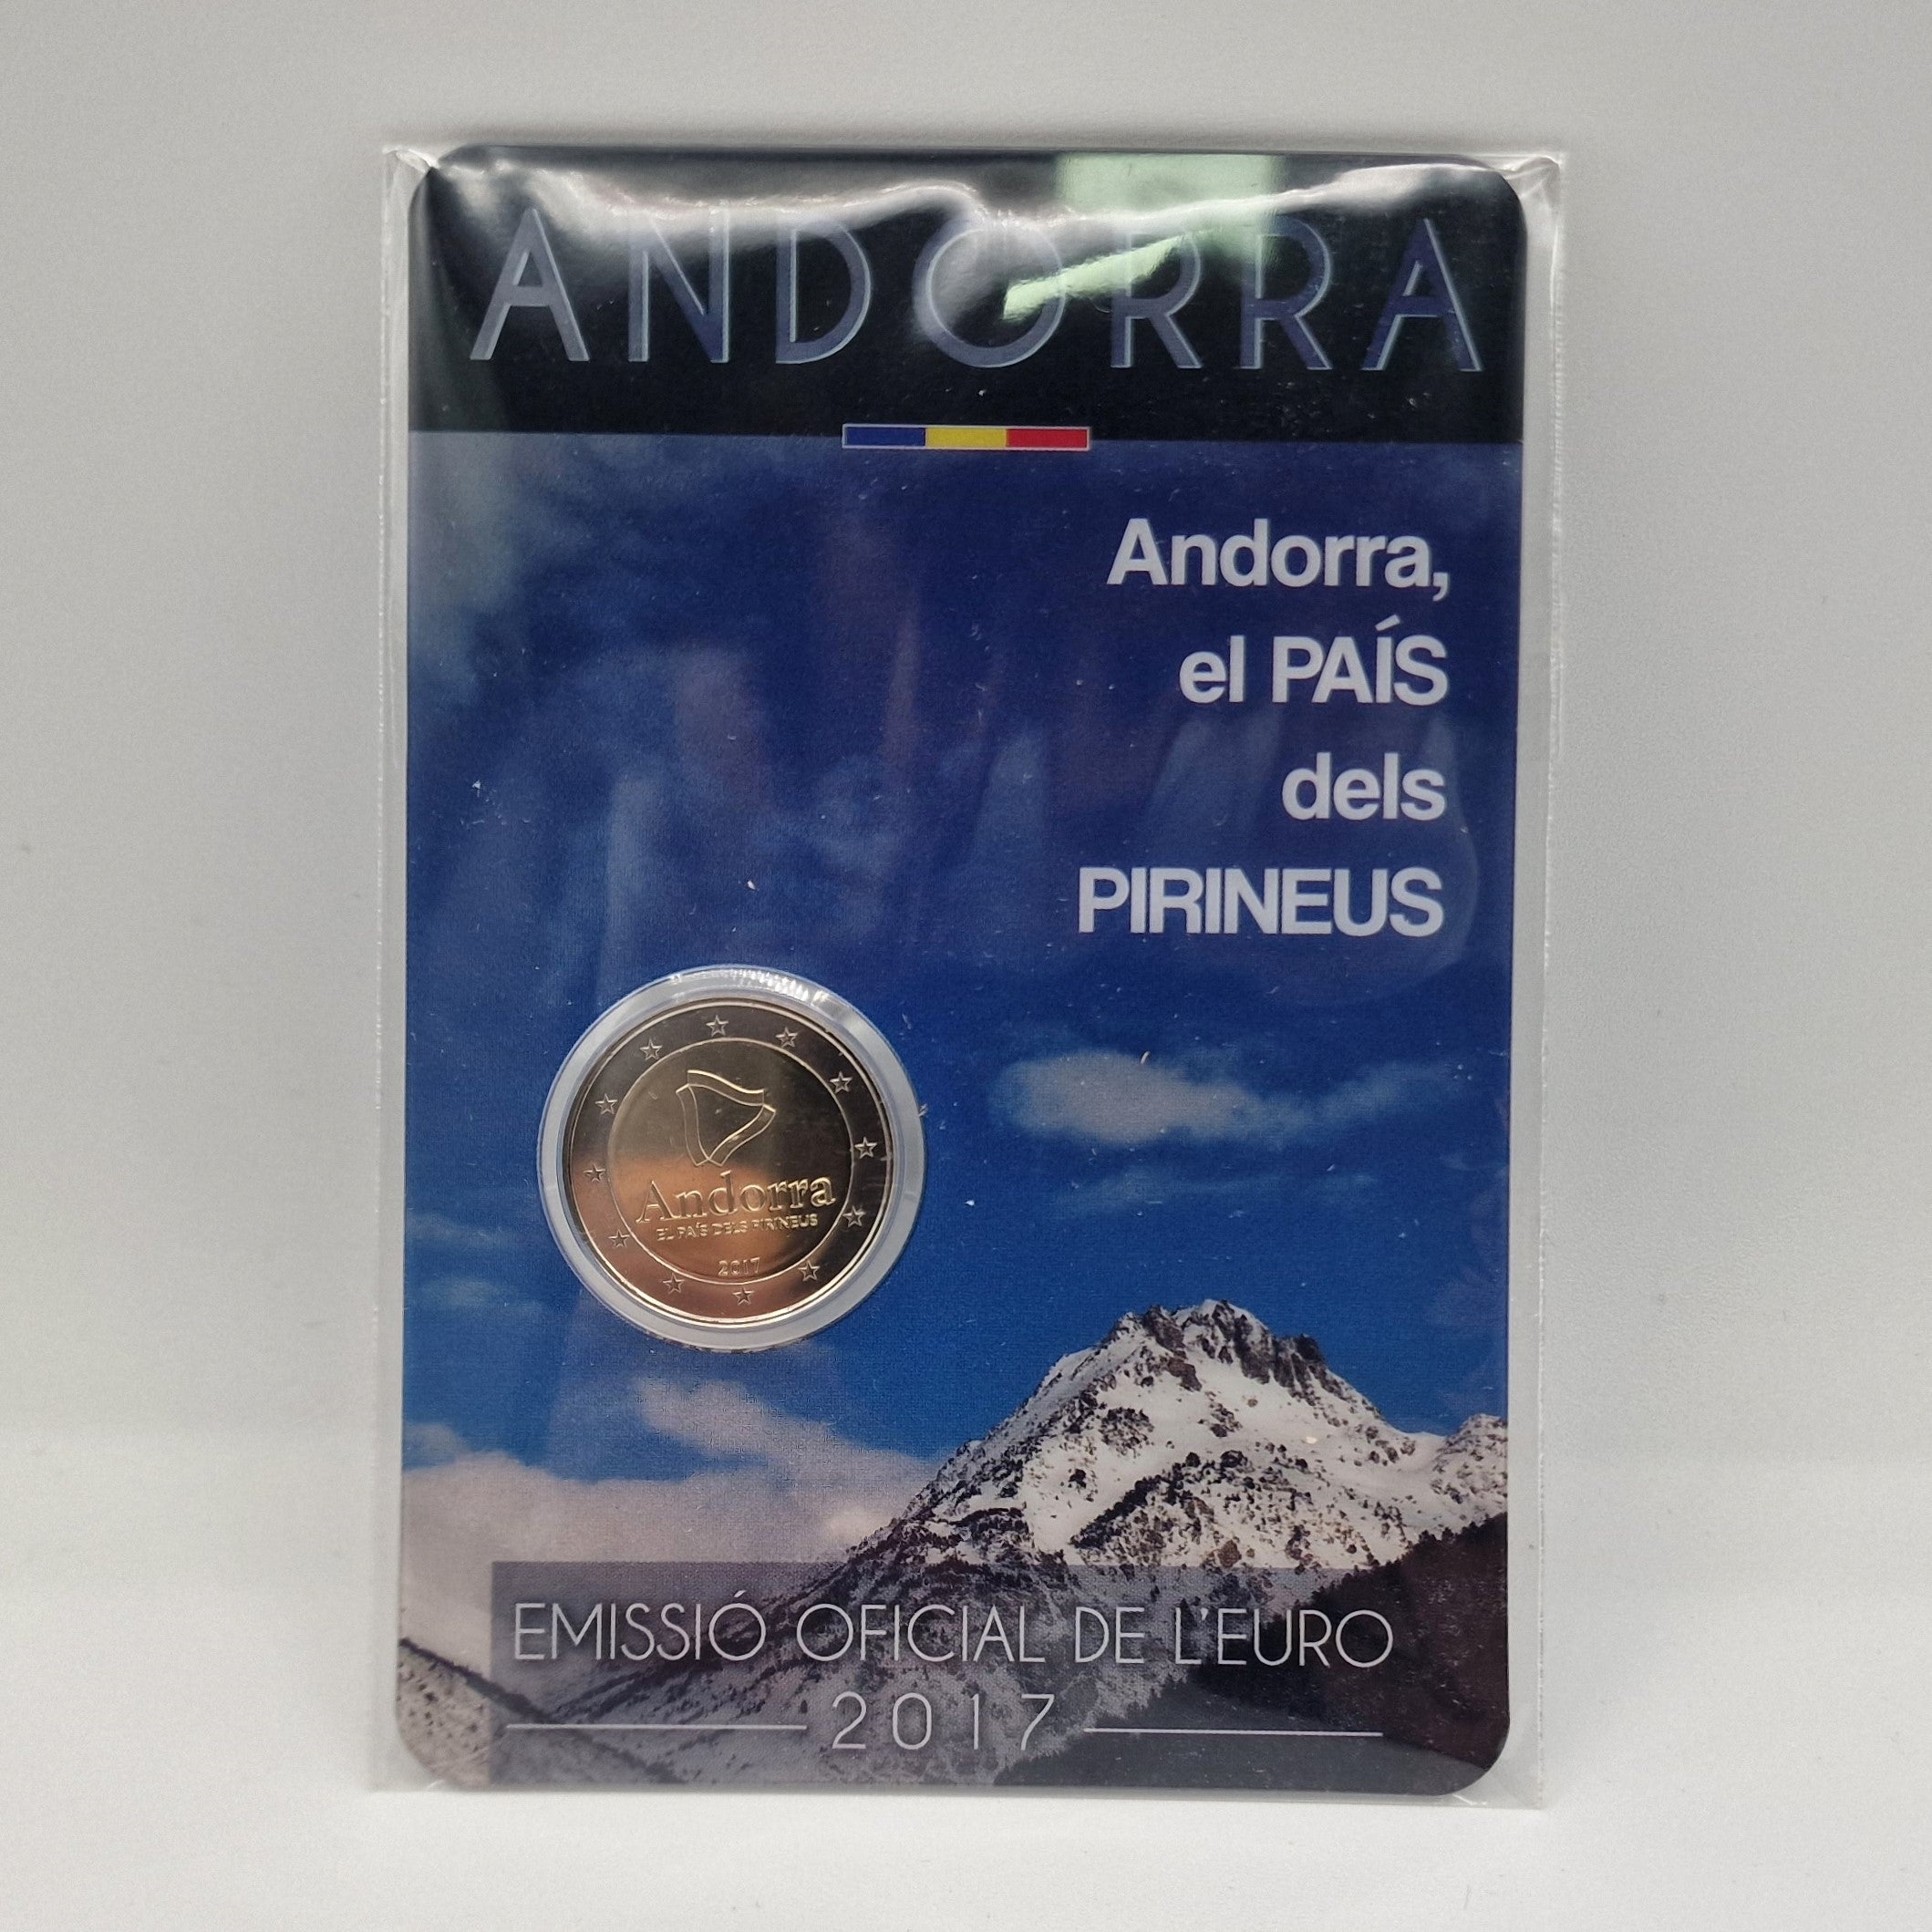 ANDORRA
Andorra,
el PAÍS
dels
PIRINEUS
Andorra
EL PAÍS DELS PIRINEUS
2017
EMISSIÓ OFICIAL DE L'EURO
2017